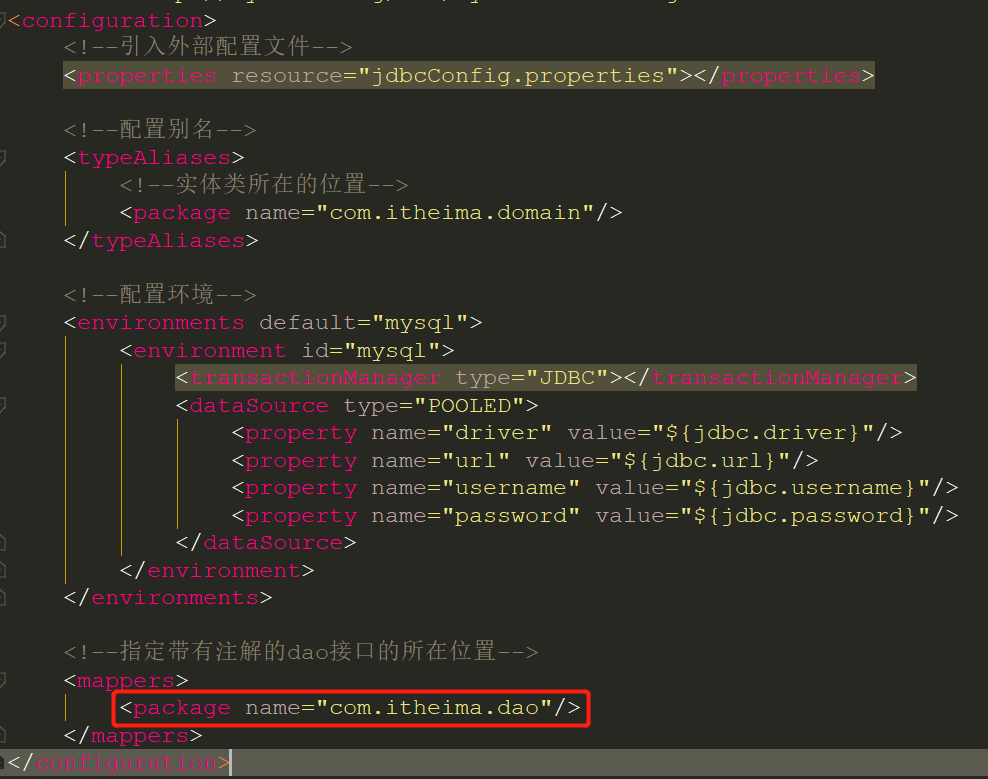 <configuration>
<!--引入外部配置文件-->
<properties resource="jdbcConfig.properties"></properties>
<!--配置别名-->
<typeAliases>
<!--实体类所在的位置-->
<package name="com.itheima.domain"/>
</typeAliases>
<!--配置环境-->
<environments default="mysql">
<environment id="mysql">
<transactionManager type="JDBC"></transactionManager>
<dataSource type="POOLED">
<property name="driver" value="${jdbc.driver}"/>
<property name="url" value="${jdbc.url}"/>
<property name="username" value="${jdbc.username}"/>
<property name="password" value="${jdbc.password}"/>
</dataSource>
</environment>
</environments>
<!--指定带有注解的dao接口的所在位置-->
<mappers>
<package name="com.itheima.dao"/>
</mappers>
</configuration>